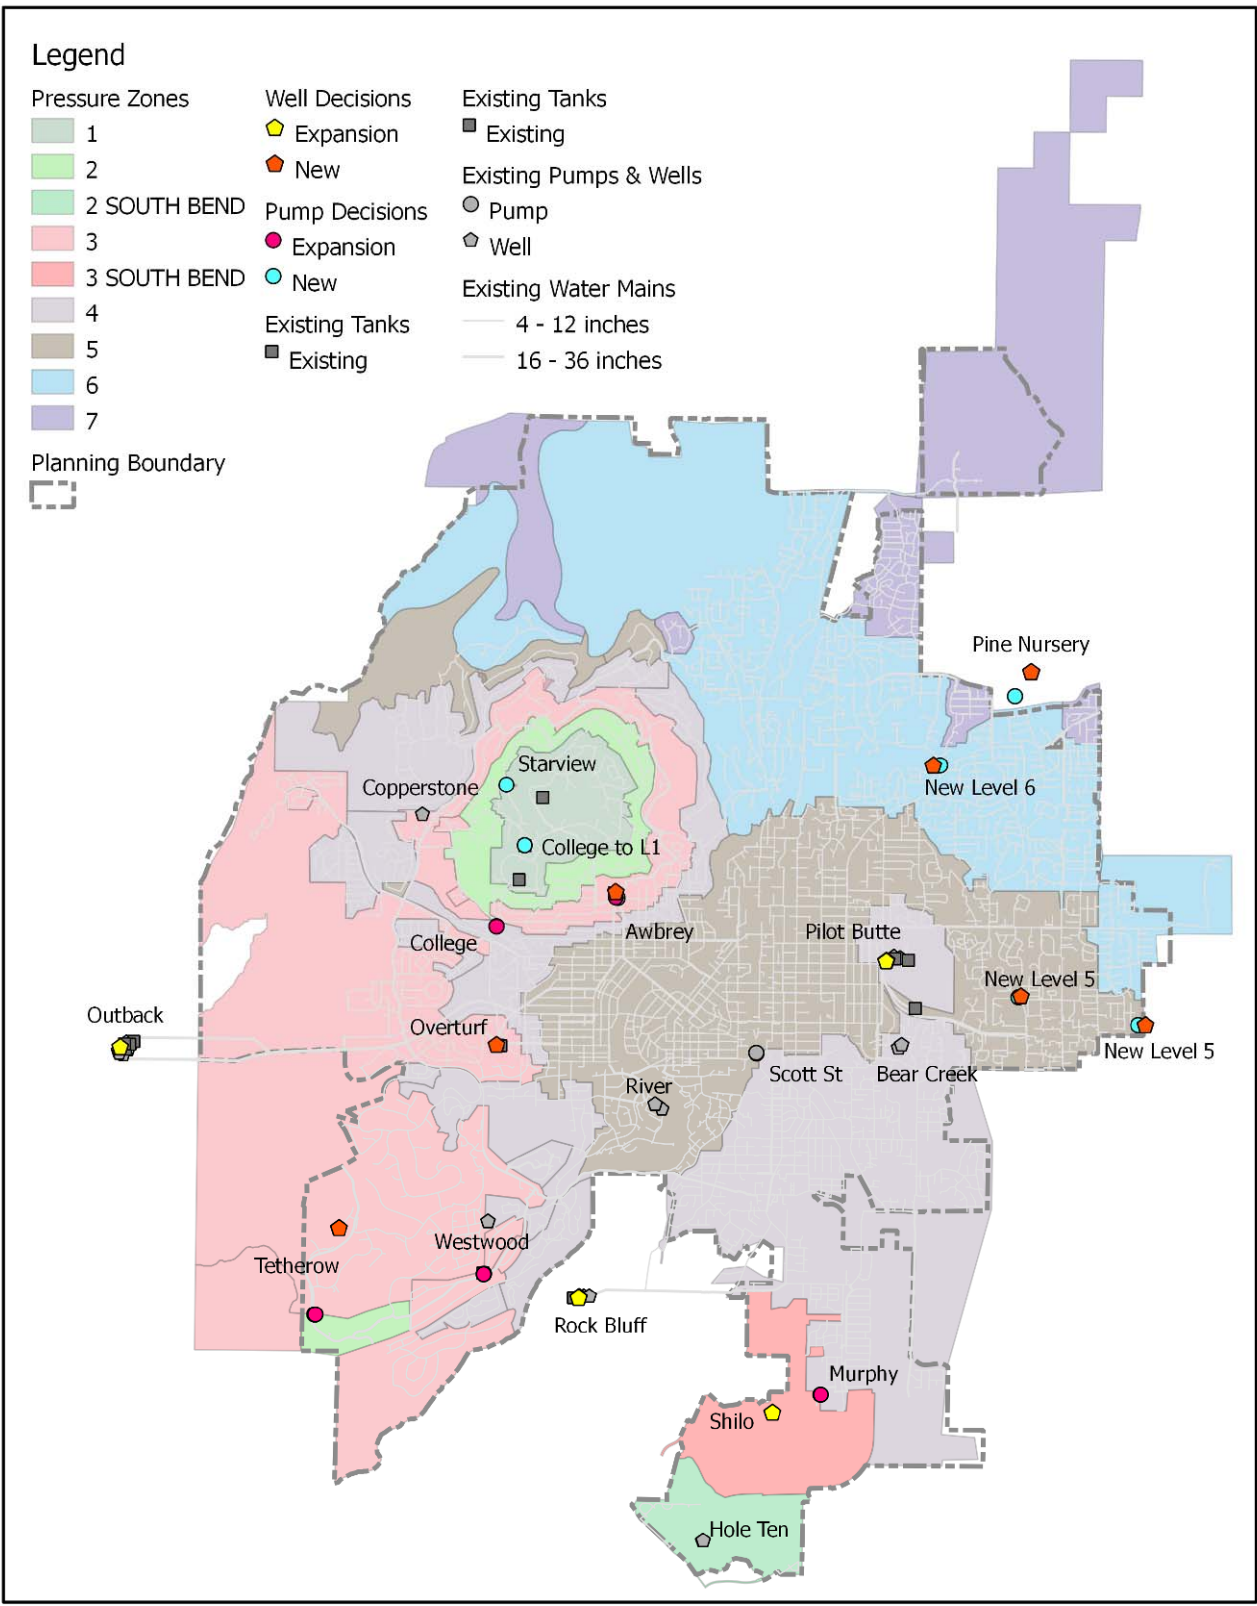 Legend
Pressure Zones
1
2
2 SOUTH BEND
3
3 SOUTH BEND
4
5
6
7
Planning Boundary
Well Decisions
Expansion
New
Pump Decisions
Expansion
New
Existing Tanks
Existing
Existing Tanks
Existing
Existing Pumps & Wells
Pump
Well
Existing Water Mains
4 - 12 inches
16 - 36 inches
Pine Nursery
Starview
Copperstone
New Level 6
College to L1
Awbrey
Pilot Butte
College
New Level 5
Outback
Overturf
New Level 5
Scott St
Bear Creek
River
Westwood
Tetherow
Rock Bluff
Murphy
Shilo
Hole Ten